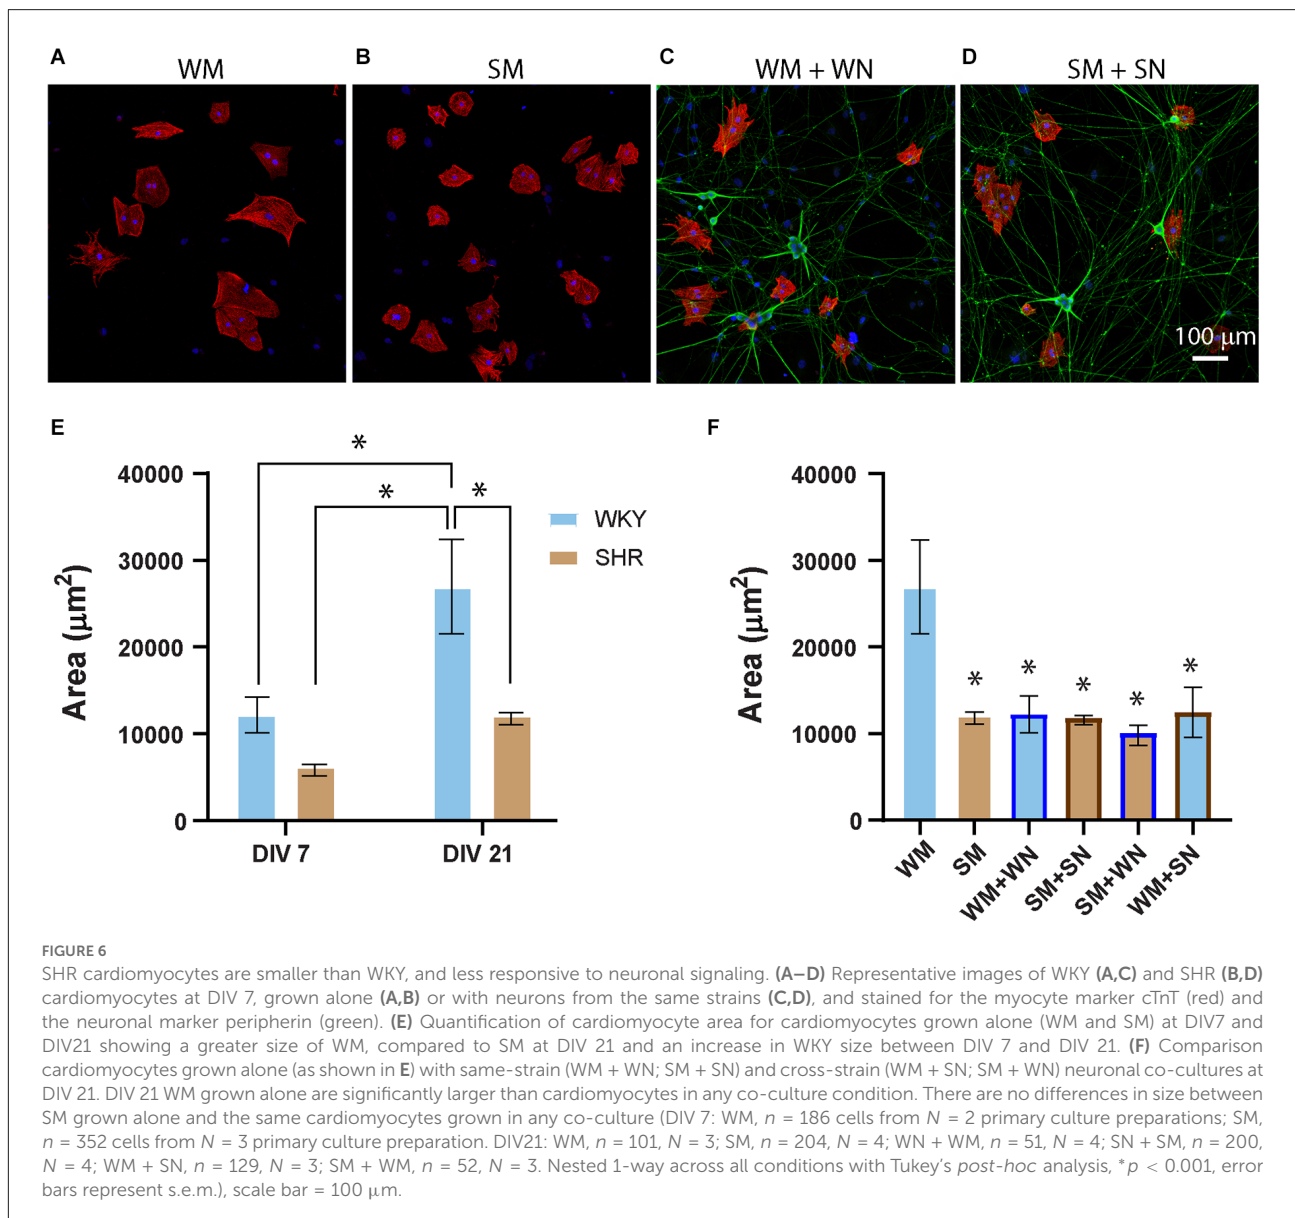 A
WM
B
SM
C
WM + WN
D
SM + SN
100 μm
E
Area (μm²)
40000
30000
20000
10000
0
*
*
*
WKY
SHR
DIV 7
DIV 21
F
Area (μm²)
40000
30000
20000
10000
0
*
*
*
*
*
WM
SM
WM+WN
SM+SN
SM+WN
WM+SN
FIGURE 6
SHR cardiomyocytes are smaller than WKY, and less responsive to neuronal signaling. (A–D) Representative images of WKY (A,C) and SHR (B,D)
cardiomyocytes at DIV 7, grown alone (A,B) or with neurons from the same strains (C,D), and stained for the myocyte marker cTnT (red) and
the neuronal marker peripherin (green). (E) Quantification of cardiomyocyte area for cardiomyocytes grown alone (WM and SM) at DIV7 and
DIV21 showing a greater size of WM, compared to SM at DIV 21 and an increase in WKY size between DIV 7 and DIV 21. (F) Comparison
cardiomyocytes grown alone (as shown in E) with same-strain (WM + WN; SM + SN) and cross-strain (WM + SN; SM + WN) neuronal co-cultures at
DIV 21. DIV 21 WM grown alone are significantly larger than cardiomyocytes in any co-culture condition. There are no differences in size between
SM grown alone and the same cardiomyocytes grown in any co-culture (DIV 7: WM, n = 186 cells from N = 2 primary culture preparations; SM,
n = 352 cells from N = 3 primary culture preparation. DIV21: WM, n = 101, N = 3; SM, n = 204, N = 4; WN + WM, n = 51, N = 4; SN + SM, n = 200,
N = 4; WM + SN, n = 129, N = 3; SM + WM, n = 52, N = 3. Nested 1-way across all conditions with Tukey's post-hoc analysis, *p < 0.001, error
bars represent s.e.m.), scale bar = 100 μm.